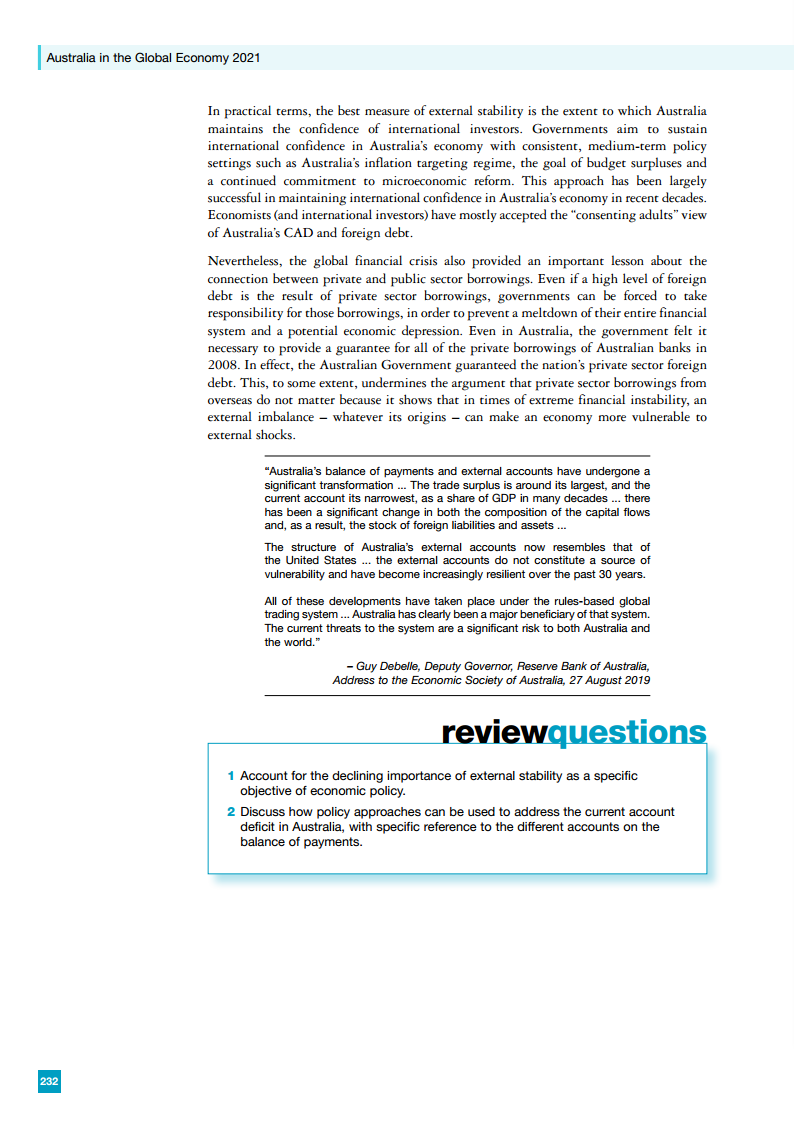 Australia in the Global Economy 2021
In practical terms, the best measure of external stability is the extent to which Australia
maintains the confidence of international investors. Governments aim to sustain
international confidence in Australia’s economy with consistent, medium-term policy
settings such as Australia’s inflation targeting regime, the goal of budget surpluses and
a continued commitment to microeconomic reform. This approach has been largely
successful in maintaining international confidence in Australia’s economy in recent decades.
Economists (and international investors) have mostly accepted the “consenting adults” view
of Australia’s CAD and foreign debt.
Nevertheless, the global financial crisis also provided an important lesson about the
connection between private and public sector borrowings. Even if a high level of foreign
debt is the result of private sector borrowings, governments can be forced to take
responsibility for those borrowings, in order to prevent a meltdown of their entire financial
system and a potential economic depression. Even in Australia, the government felt it
necessary to provide a guarantee for all of the private borrowings of Australian banks in
2008. In effect, the Australian Government guaranteed the nation’s private sector foreign
debt. This, to some extent, undermines the argument that private sector borrowings from
overseas do not matter because it shows that in times of extreme financial instability, an
external imbalance – whatever its origins – can make an economy more vulnerable to
external shocks.
“Australia’s balance of payments and external accounts have undergone a
significant transformation ... The trade surplus is around its largest, and the
current account its narrowest, as a share of GDP in many decades ... there
has been a significant change in both the composition of the capital flows
and, as a result, the stock of foreign liabilities and assets ...
The structure of Australia’s external accounts now resembles that of
the United States ... the external accounts do not constitute a source of
vulnerability and have become increasingly resilient over the past 30 years.
All of these developments have taken place under the rules-based global
trading system ... Australia has clearly been a major beneficiary of that system.
The current threats to the system are a significant risk to both Australia and
the world.”
– Guy Debelle, Deputy Governor, Reserve Bank of Australia,
Address to the Economic Society of Australia, 27 August 2019
reviewquestions
1 Account for the declining importance of external stability as a specific
objective of economic policy.
2 Discuss how policy approaches can be used to address the current account
deficit in Australia, with specific reference to the different accounts on the
balance of payments.
232